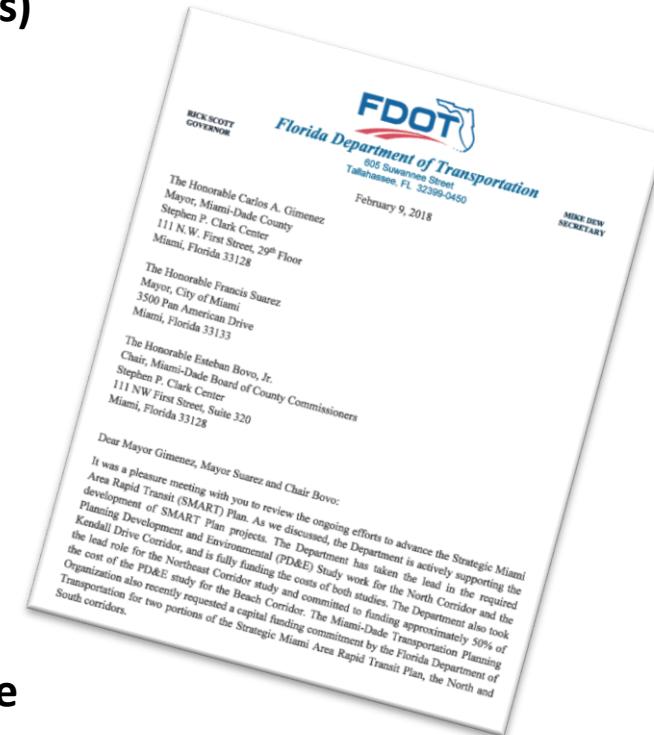 s)
FDOT
Florida Department of Transportation
605 Suwannee Street
Tallahassee, FL 32399-0450
RICK SCOTT
GOVERNOR
MIKE DEW
SECRETARY
February 9, 2018
The Honorable Carlos A. Gimenez
Mayor, Miami-Dade County
Stephen P. Clark Center
111 N.W. First Street, 29th Floor
Miami, Florida 33128
The Honorable Francis Suarez
Mayor, City of Miami
3500 Pan American Drive
Miami, Florida 33133
The Honorable Esteban Bovo, Jr.
Chair, Miami-Dade Board of County Commissioners
Stephen P. Clark Center
111 NW First Street, Suite 320
Miami, Florida 33128
Dear Mayor Gimenez, Mayor Suarez and Chair Bovo:
It was a pleasure meeting with you to review the ongoing efforts to advance the Strategic Miami
Area Rapid Transit (SMART) Plan. As we discussed, the Department is actively supporting the
development of SMART Plan projects. The Department has taken the lead in the required
Planning Development and Environmental (PD&E) Study work for the North Corridor and the
Kendall Drive Corridor, and is fully funding the costs of both studies. The Department also took
the lead role for the Northeast Corridor study and committed to funding approximately 50% of
the cost of the PD&E study for the Beach Corridor. The Miami-Dade Transportation Planning
Organization also recently requested a capital funding commitment by the Florida Department of
Transportation for two portions of the Strategic Miami Area Rapid Transit Plan, the North and
South corridors.
e